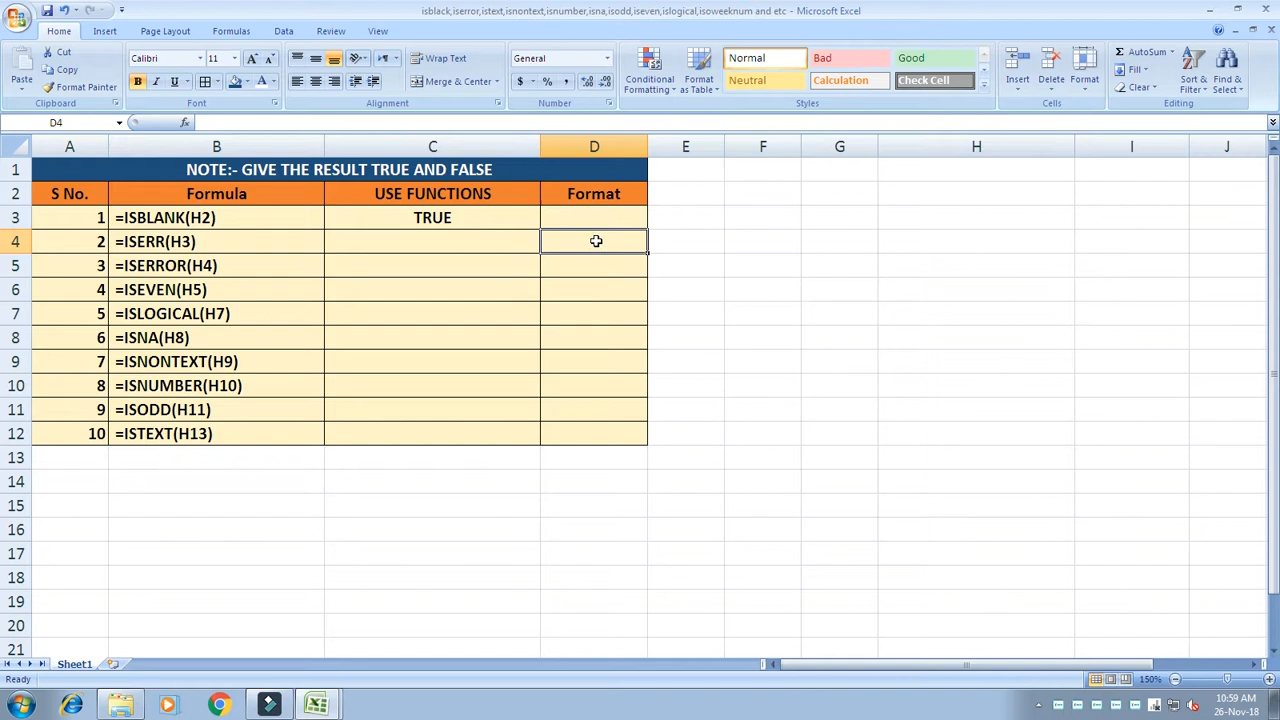 isblack,iserror,istext,isnontext,isnumber,isna,isodd,iseven,islogical,isoweeknum and etc - Microsoft Excel
Home Insert Page Layout Formulas Data Review View
Paste Cut Copy Format Painter Clipboard
Calibri 11 B I U A A A Font
Wrap Text Merge & Center Alignment
General $ % , Number
Conditional Formatting Format as Table Normal Bad Good Neutral Calculation Check Cell Styles
Insert Delete Format Cells
Σ AutoSum Fill Clear Sort & Filter Find & Select Editing
D4 fx
A B C D E F G H I J
1 NOTE:- GIVE THE RESULT TRUE AND FALSE
2 S No. Formula USE FUNCTIONS Format
3 1 =ISBLANK(H2) TRUE
4 2 =ISERR(H3)
5 3 =ISERROR(H4)
6 4 =ISEVEN(H5)
7 5 =ISLOGICAL(H7)
8 6 =ISNA(H8)
9 7 =ISNONTEXT(H9)
10 8 =ISNUMBER(H10)
11 9 =ISODD(H11)
12 10 =ISTEXT(H13)
13
14
15
16
17
18
19
20
21
Sheet1
Ready 150%
10:59 AM
26-Nov-18